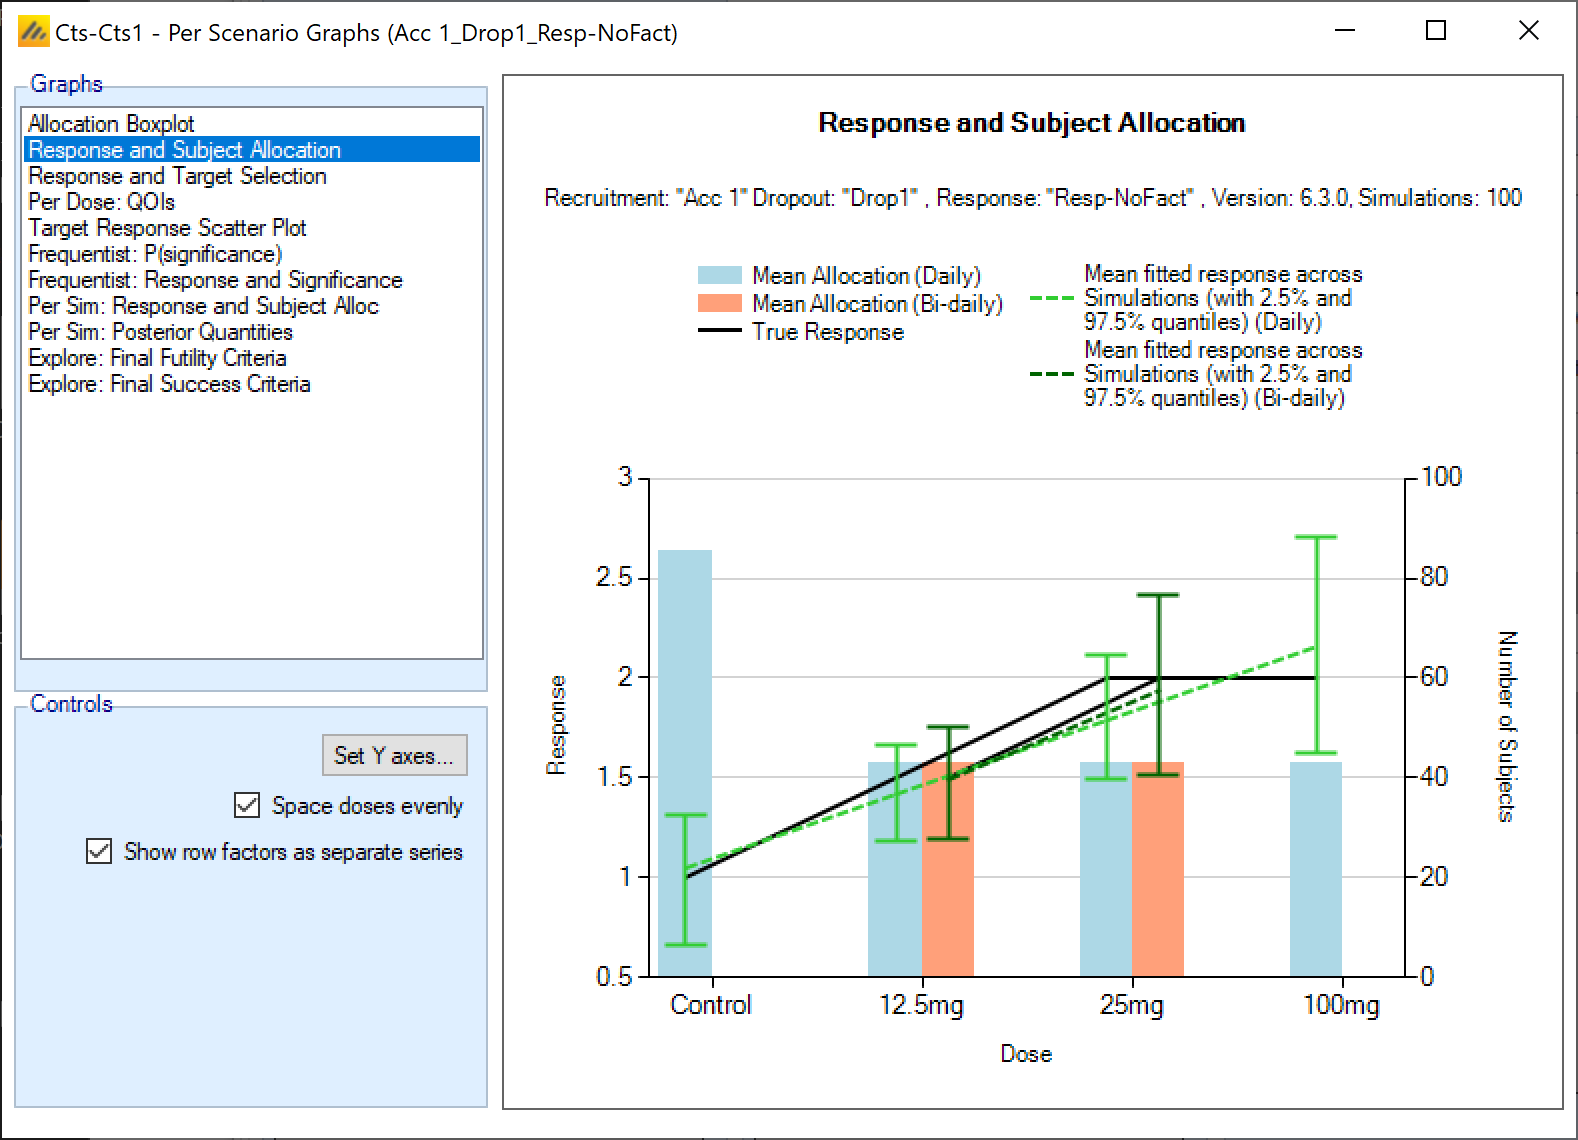 Cts-Cts1 - Per Scenario Graphs (Acc 1_Drop1_Resp-NoFact)
Graphs
Allocation Boxplot
Response and Subject Allocation
Response and Target Selection
Per Dose: QOIs
Target Response Scatter Plot
Frequentist: P(significance)
Frequentist: Response and Significance
Per Sim: Response and Subject Alloc
Per Sim: Posterior Quantities
Explore: Final Futility Criteria
Explore: Final Success Criteria
Controls
Set Y axes...
Space doses evenly
Show row factors as separate series
Response and Subject Allocation
Recruitment: "Acc 1" Dropout: "Drop1" , Response: "Resp-NoFact" , Version: 6.3.0, Simulations: 100
Mean Allocation (Daily)
Mean Allocation (Bi-daily)
True Response
Mean fitted response across
Simulations (with 2.5% and
97.5% quantiles) (Daily)
Mean fitted response across
Simulations (with 2.5% and
97.5% quantiles) (Bi-daily)
3
2.5
2
1.5
1
0.5
Response
100
80
60
40
20
0
Number of Subjects
Control
12.5mg
25mg
100mg
Dose